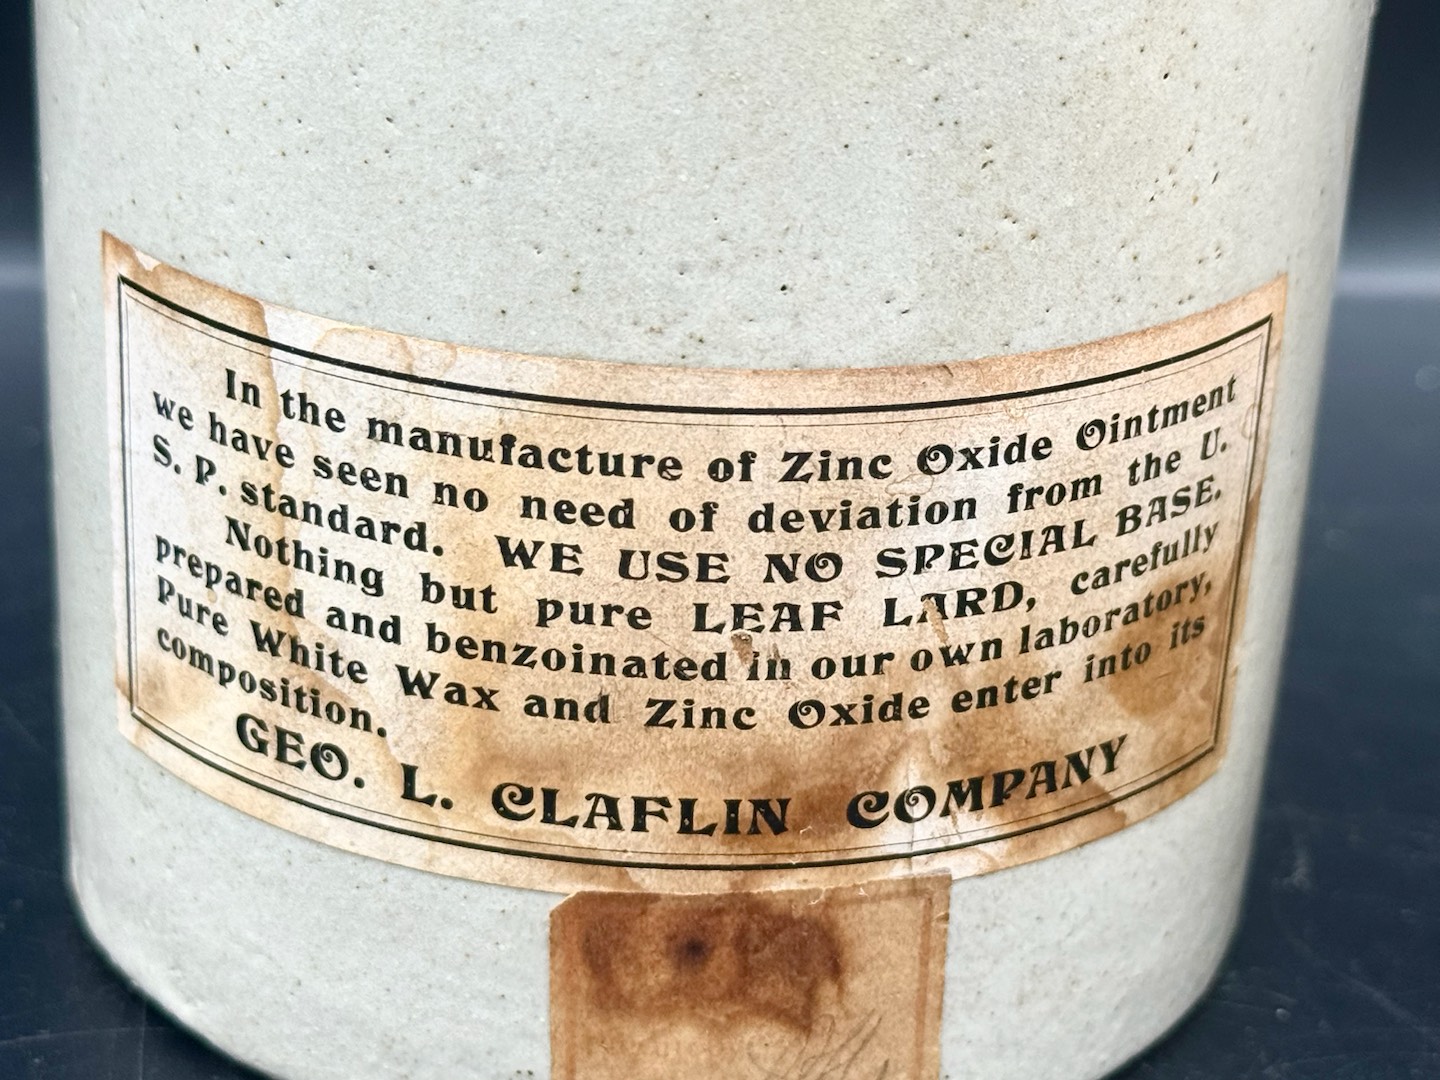 In the manufacture of Zinc Oxide Ointment
we have seen no need of deviation from the U.
S. P. standard. WE USE NO SPECIAL BASE.
Nothing but pure LEAF LARD, carefully
prepared and benzoinated in our own laboratory,
Pure White Wax and Zinc Oxide enter into its
composition.
GEO. L. CLAFLIN COMPANY